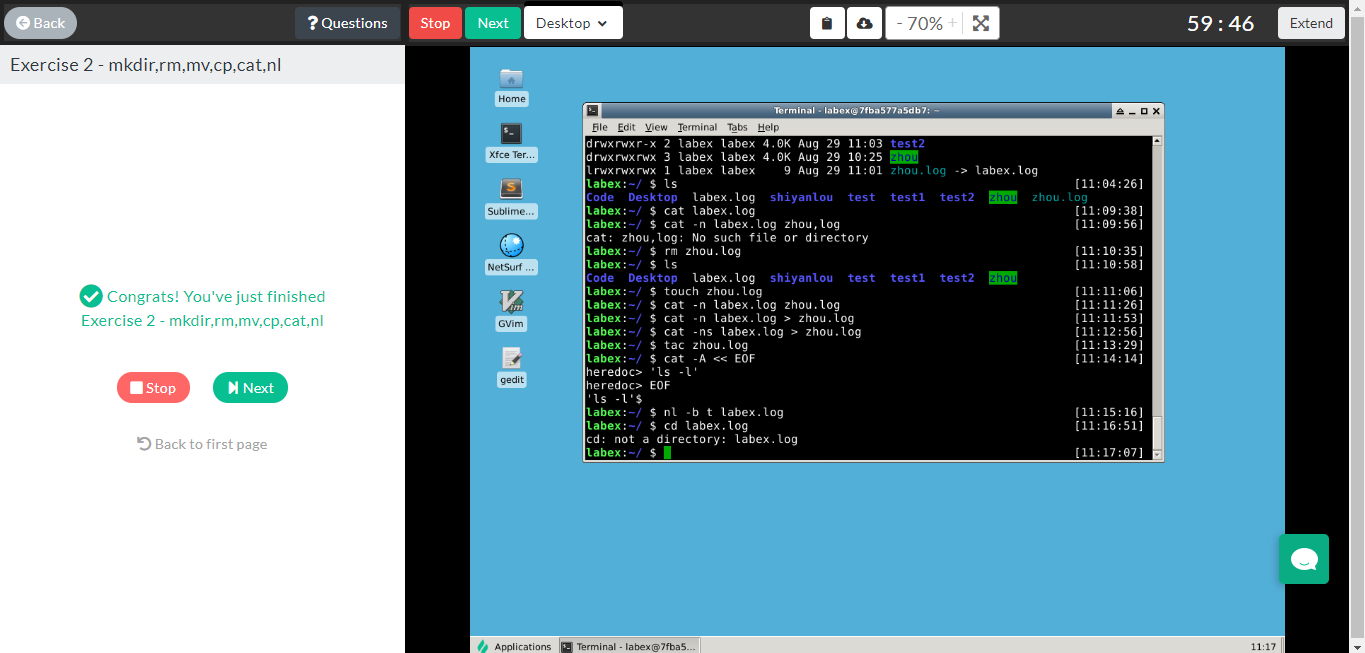 Back
? Questions
Stop
Next
Desktop
- 70% +
59 : 46
Extend
Exercise 2 - mkdir,rm,mv,cp,cat,nl
Congrats! You've just finished
Exercise 2 - mkdir,rm,mv,cp,cat,nl
Stop
Next
Back to first page
Home
Xfce Ter...
Sublime...
NetSurf ...
GVim
gedit
Terminal - labex@7fba577a5db7: ~
File Edit View Terminal Tabs Help
drwxrwxr-x 2 labex labex 4.0K Aug 29 11:03 test2
drwxrwxrwx 3 labex labex 4.0K Aug 29 10:25 zhou
lrwxrwxrwx 1 labex labex    9 Aug 29 11:01 zhou.log -> labex.log
labex:~/ $ ls [11:04:26]
Code  Desktop  labex.log  shiyanlou  test  test1  test2  zhou  zhou.log
labex:~/ $ cat labex.log [11:09:38]
labex:~/ $ cat -n labex.log zhou,log [11:09:56]
cat: zhou,log: No such file or directory
labex:~/ $ rm zhou.log [11:10:35]
labex:~/ $ ls [11:10:58]
Code  Desktop  labex.log  shiyanlou  test  test1  test2  zhou
labex:~/ $ touch zhou.log [11:11:06]
labex:~/ $ cat -n labex.log zhou.log [11:11:26]
labex:~/ $ cat -n labex.log > zhou.log [11:11:53]
labex:~/ $ cat -ns labex.log > zhou.log [11:12:56]
labex:~/ $ tac zhou.log [11:13:29]
labex:~/ $ cat -A << EOF [11:14:14]
heredoc> 'ls -l'
heredoc> EOF
'ls -l'$
labex:~/ $ nl -b t labex.log [11:15:16]
labex:~/ $ cd labex.log [11:16:51]
cd: not a directory: labex.log
labex:~/ $ [11:17:07]
Applications
Terminal - labex@7fba5...
11:17